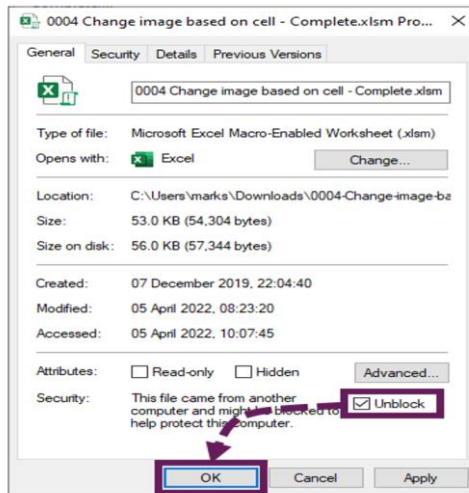 0004 Change image based on cell - Complete.xlsm Pro...
General Security Details Previous Versions
0004 Change image based on cell - Complete.xlsm
Type of file: Microsoft Excel Macro-Enabled Worksheet (.xlsm)
Opens with: Excel Change...
Location: C:\Users\marks\Downloads\0004-Change-image-ba
Size: 53.0 KB (54,304 bytes)
Size on disk: 56.0 KB (57,344 bytes)
Created: 07 December 2019, 22:04:40
Modified: 05 April 2022, 08:23:20
Accessed: 05 April 2022, 10:07:45
Attributes: Read-only Hidden Advanced...
Security: This file came from another
computer and might be blocked to Unblock
help protect this computer.
OK Cancel Apply